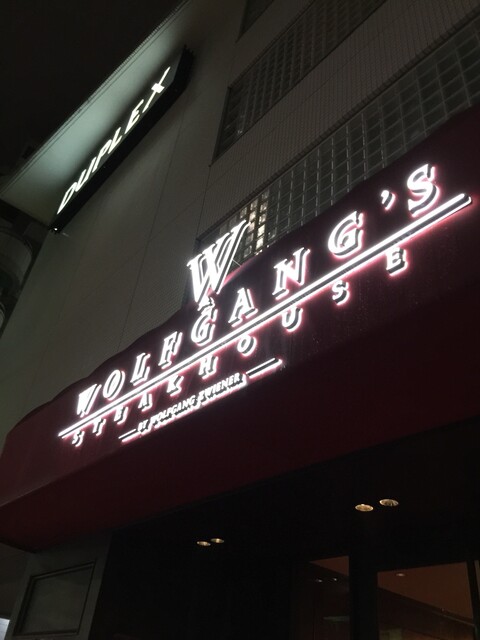 DUPLEX
W
WOLFGANG'S
STEAKHOUSE
BY WOLFGANG ZWIENER